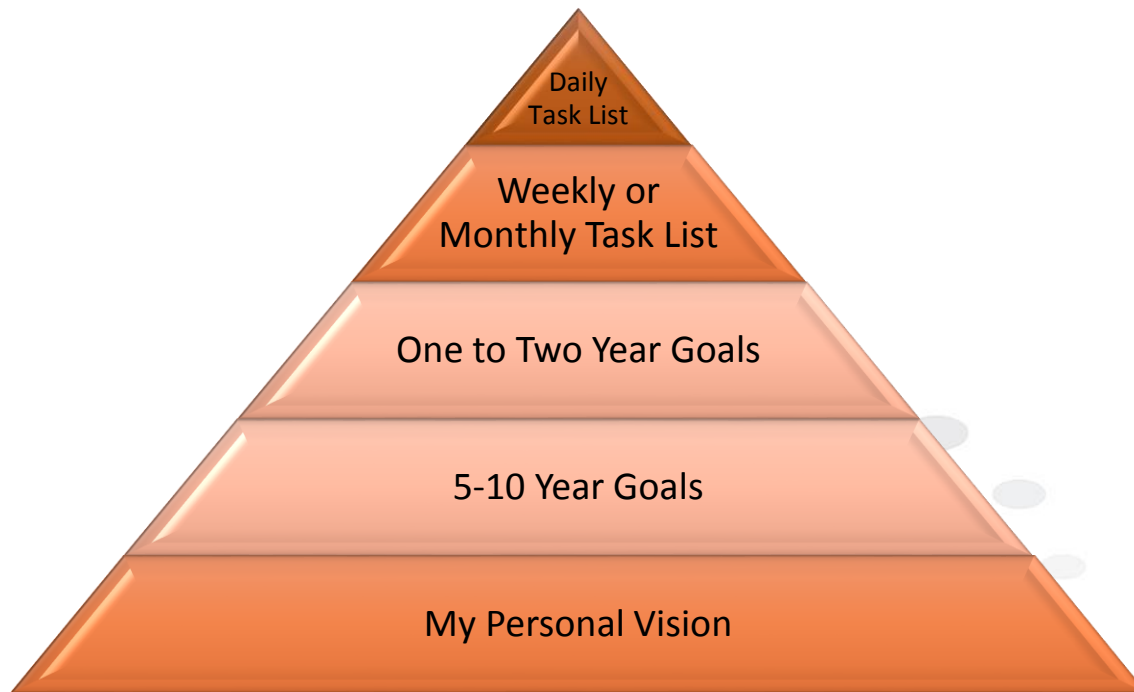 Daily
Task List
Weekly or
Monthly Task List
One to Two Year Goals
5-10 Year Goals
My Personal Vision